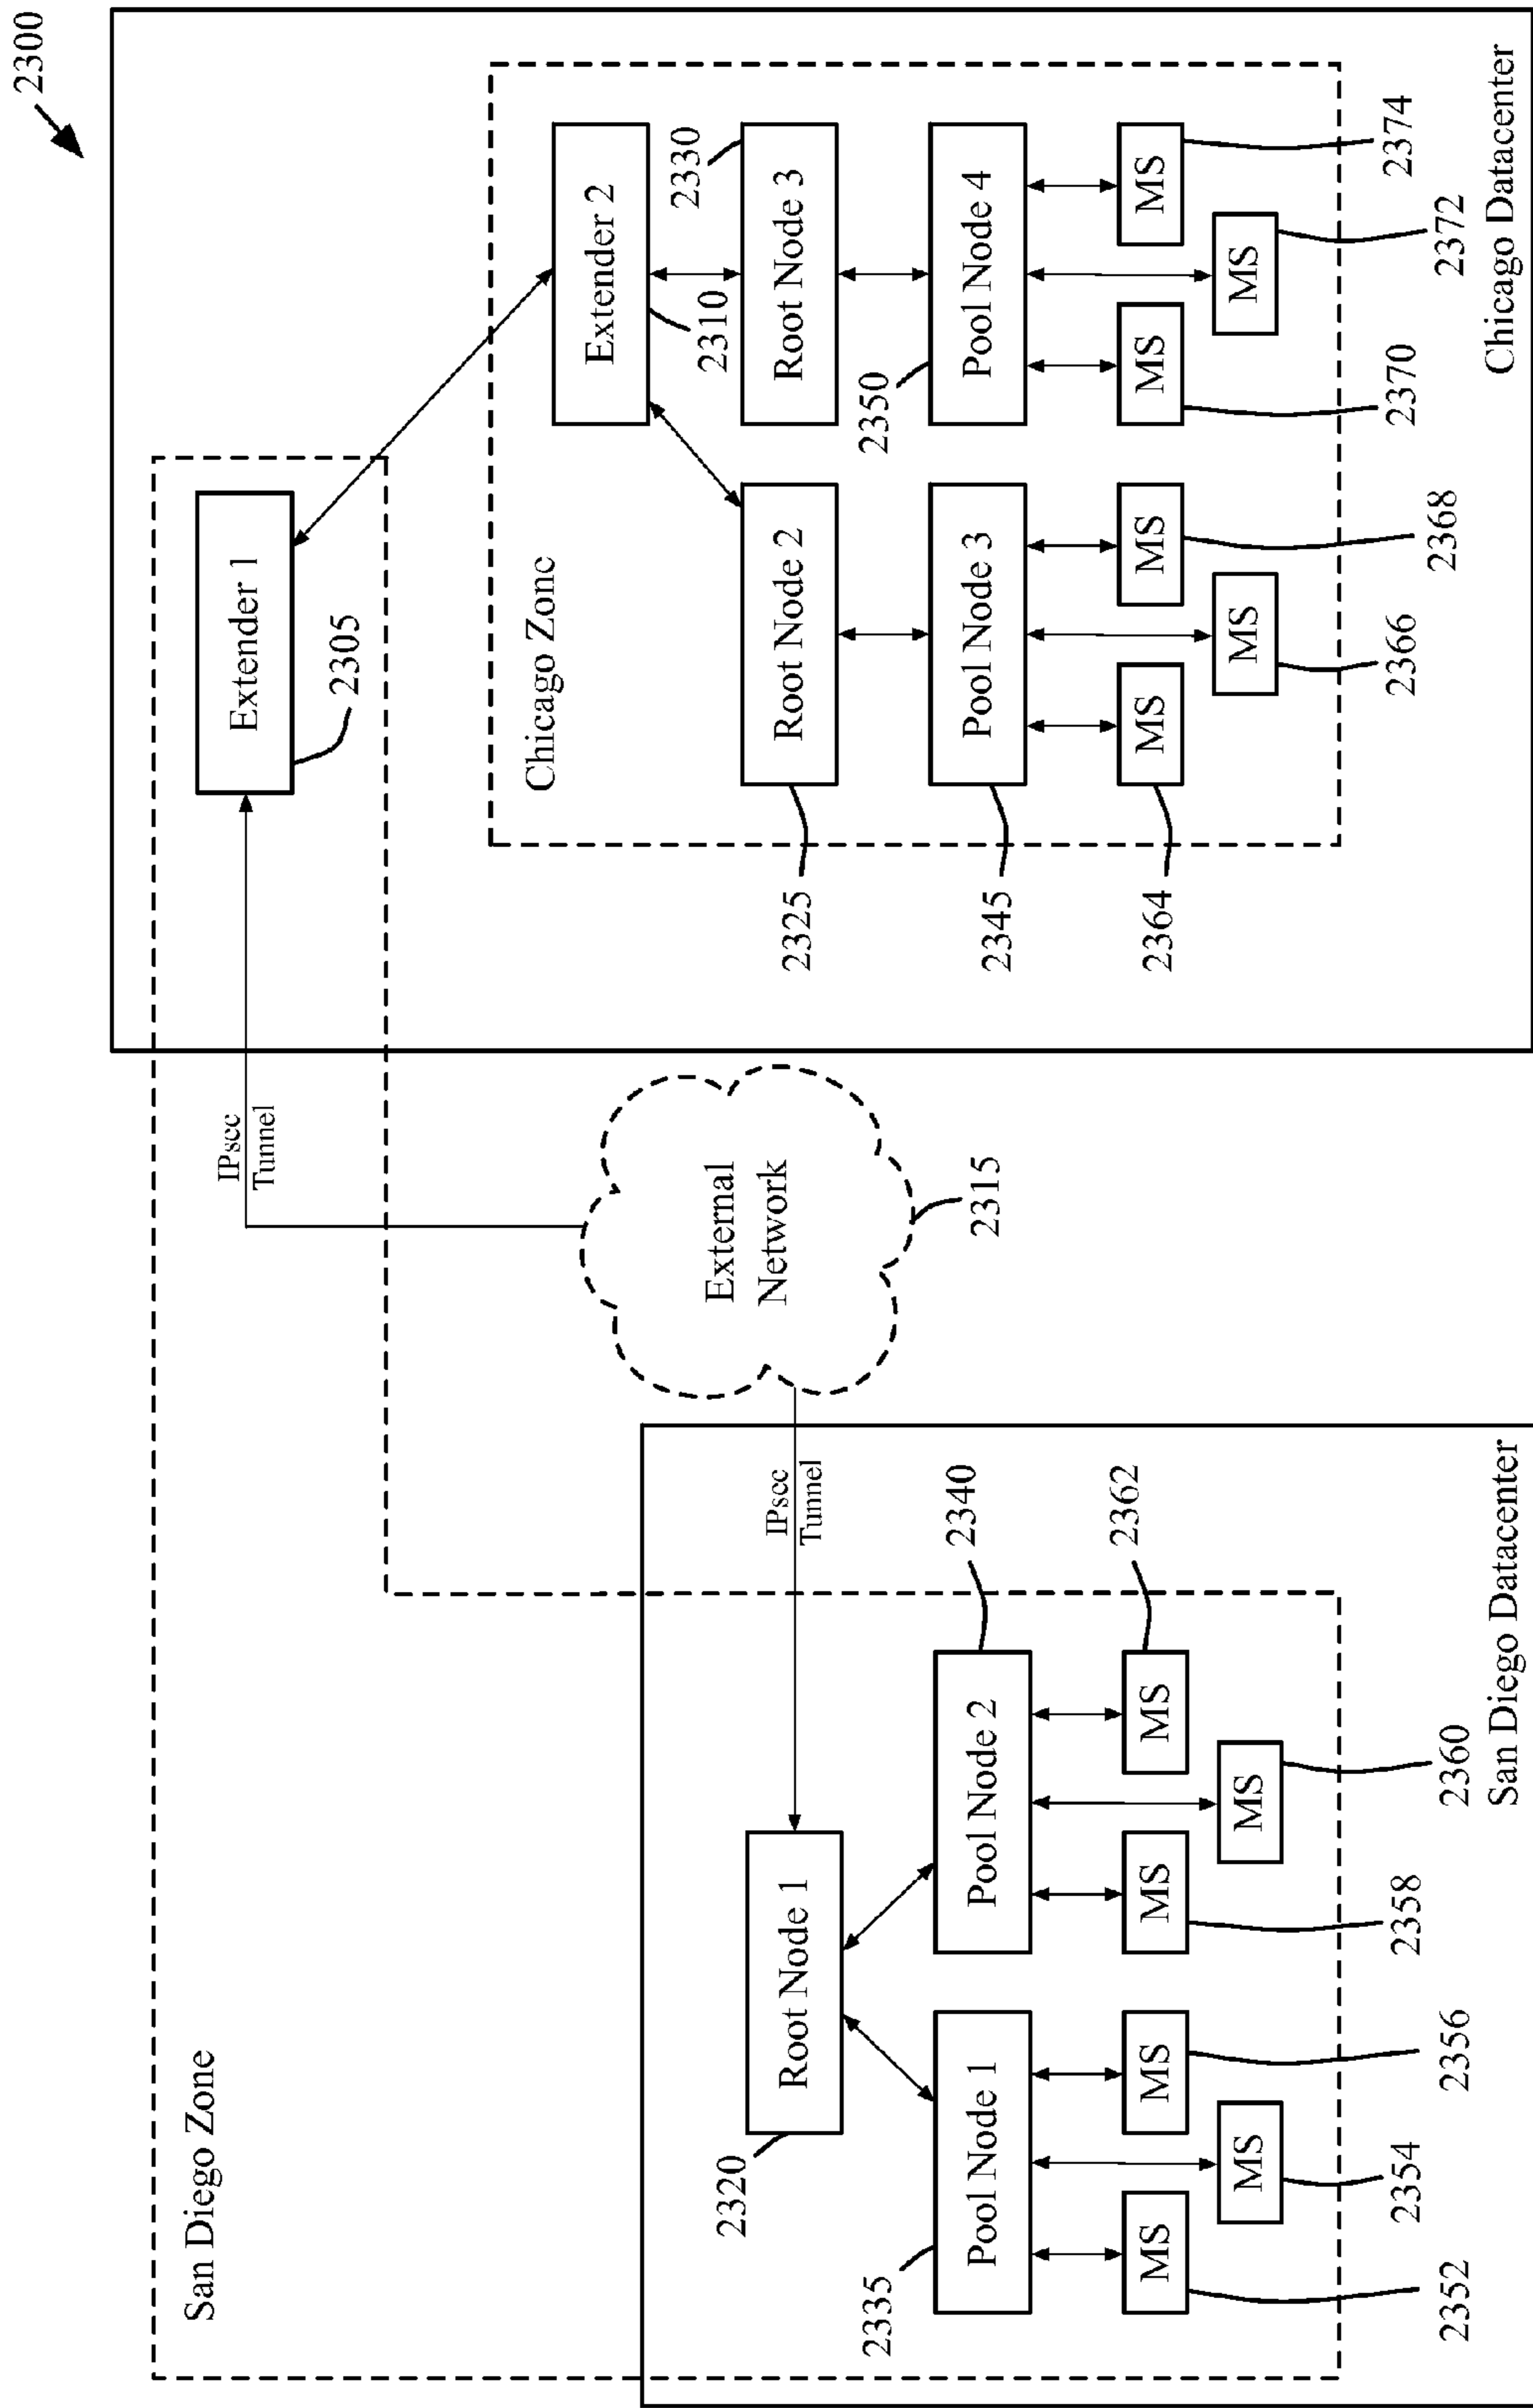 2300
San Diego Zone
IPsec
Tunnel
Extender 1
2305
Chicago Zone
Extender 2
2310
2330
Root Node 2
Root Node 3
2325
2350
Pool Node 3
Pool Node 4
2345
MS
MS
MS
MS
MS
MS
2364
2366
2368
2370
2372
2374
Chicago Datacenter
External
Network
2315
IPsec
Tunnel
Root Node 1
2320
2335
Pool Node 1
Pool Node 2
2340
MS
MS
MS
MS
MS
MS
2362
2352
2354
2356
2358
2360
San Diego Datacenter